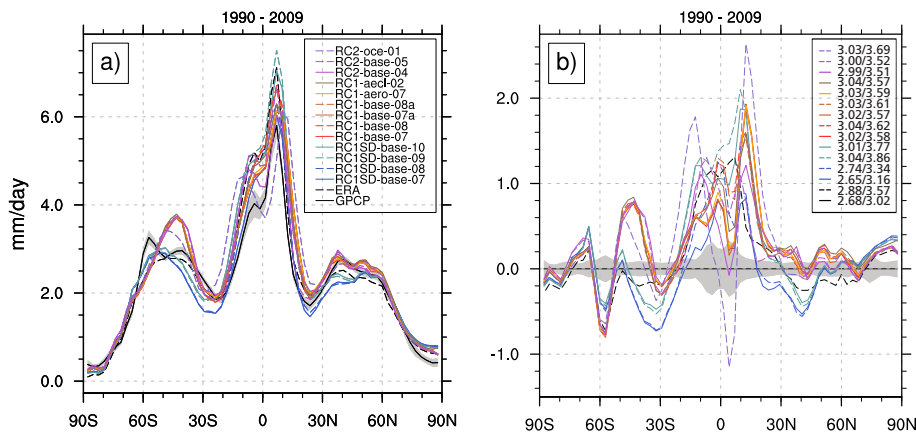 1990 - 2009
a)
RC2-oce-01
RC2-base-05
RC2-base-04
RC1-aecl-02
RC1-aero-07
RC1-base-08a
RC1-base-07a
RC1-base-08
RC1-base-07
RC1SD-base-10
RC1SD-base-09
RC1SD-base-08
RC1SD-base-07
ERA
GPCP
mm/day
6.0
4.0
2.0
0.0
90S 60S 30S 0 30N 60N 90N
1990 - 2009
b)
3.03/3.69
3.00/3.52
2.99/3.51
3.04/3.57
3.03/3.59
3.03/3.61
3.02/3.57
3.04/3.62
3.02/3.58
3.01/3.77
3.04/3.86
2.74/3.34
2.65/3.16
2.88/3.57
2.68/3.02
2.0
1.0
0.0
-1.0
90S 60S 30S 0 30N 60N 90N